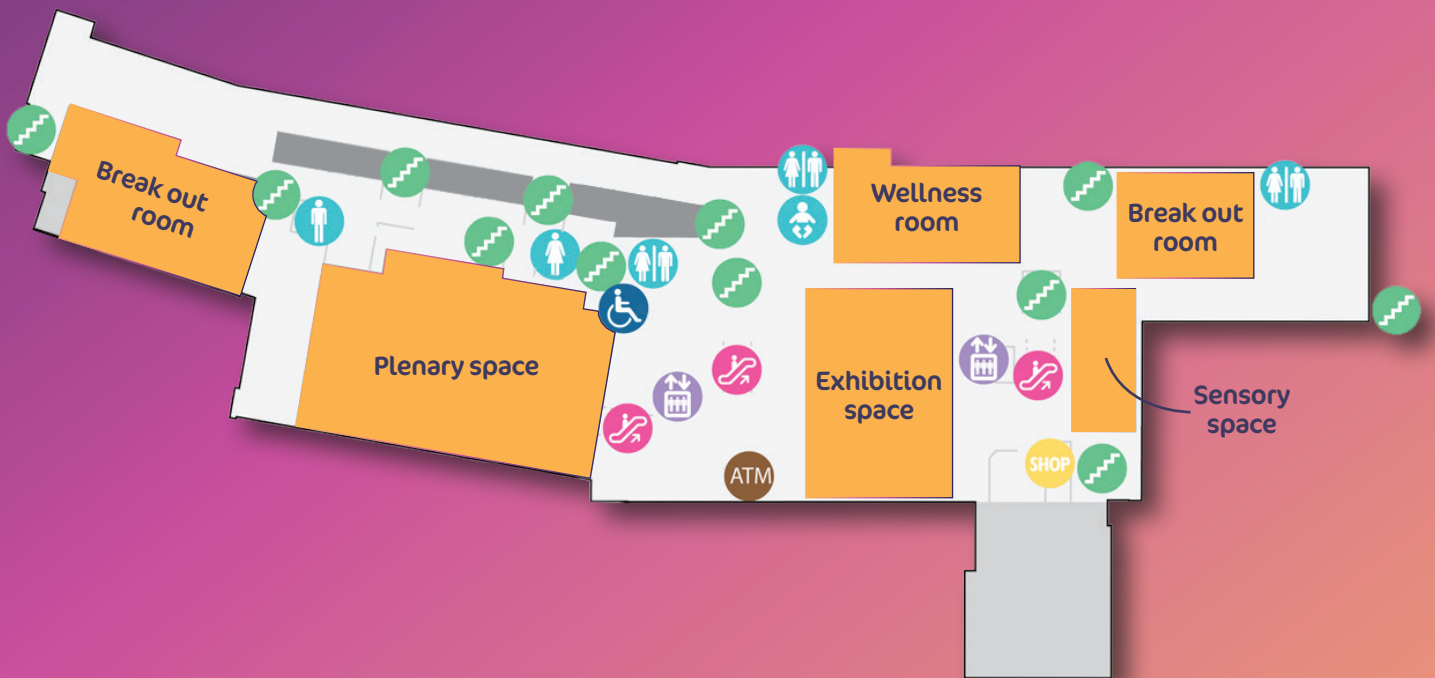 Break out
room
Wellness
room
Break out
room
Plenary space
Exhibition
space
Sensory
space
SHOP
ATM